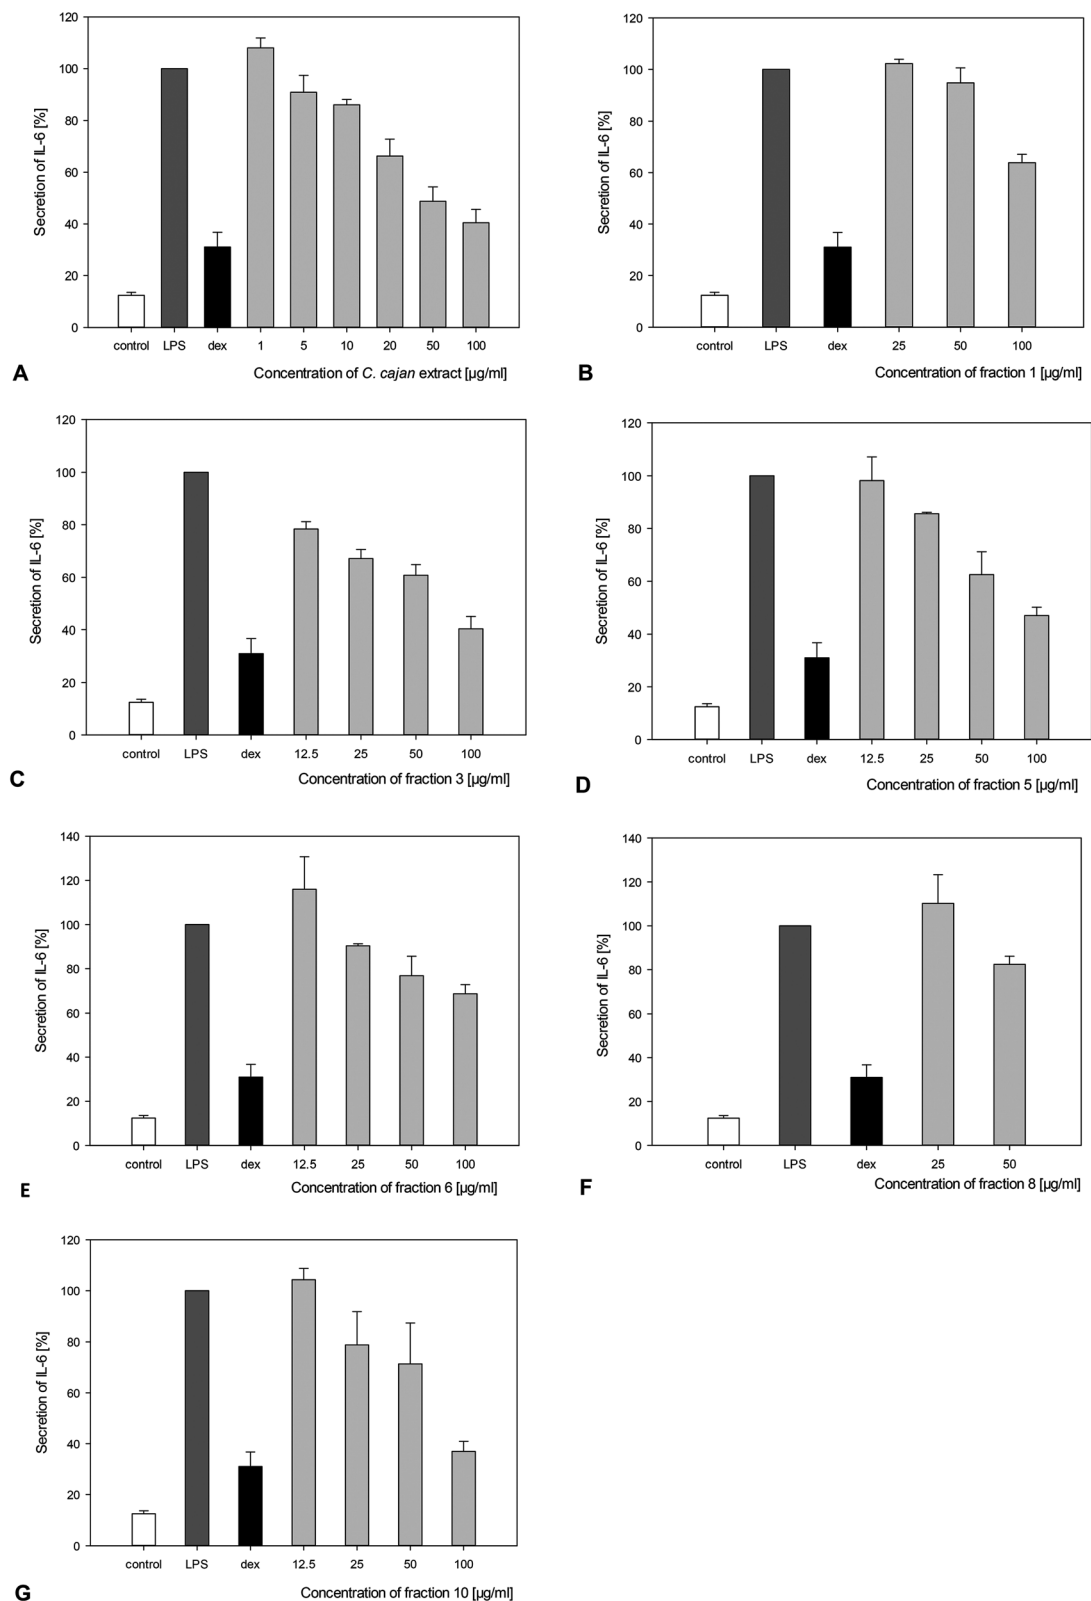 120
100
80
60
40
20
0
Secretion of IL-6 [%]
control LPS dex 1 5 10 20 50 100
A
Concentration of C. cajan extract [µg/ml]
120
100
80
60
40
20
0
Secretion of IL-6 [%]
control LPS dex 25 50 100
B
Concentration of fraction 1 [µg/ml]
120
100
80
60
40
20
0
Secretion of IL-6 [%]
control LPS dex 12.5 25 50 100
C
Concentration of fraction 3 [µg/ml]
120
100
80
60
40
20
0
Secretion of IL-6 [%]
control LPS dex 12.5 25 50 100
D
Concentration of fraction 5 [µg/ml]
140
120
100
80
60
40
20
0
Secretion of IL-6 [%]
control LPS dex 12.5 25 50 100
E
Concentration of fraction 6 [µg/ml]
140
120
100
80
60
40
20
0
Secretion of IL-6 [%]
control LPS dex 25 50
F
Concentration of fraction 8 [µg/ml]
120
100
80
60
40
20
0
Secretion of IL-6 [%]
control LPS dex 12.5 25 50 100
G
Concentration of fraction 10 [µg/ml]